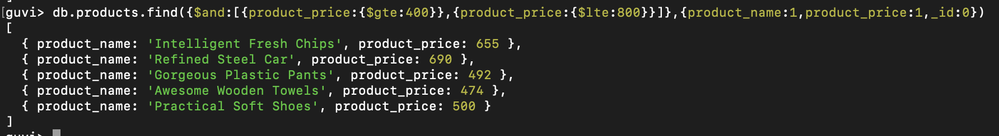 guvi> db.products.find({$and:[{product_price:{$gte:400}},{product_price:{$lte:800}}]},{product_name:1,product_price:1,_id:0})
[
  { product_name: 'Intelligent Fresh Chips', product_price: 655 },
  { product_name: 'Refined Steel Car', product_price: 690 },
  { product_name: 'Gorgeous Plastic Pants', product_price: 492 },
  { product_name: 'Awesome Wooden Towels', product_price: 474 },
  { product_name: 'Practical Soft Shoes', product_price: 500 }
]
guvi>